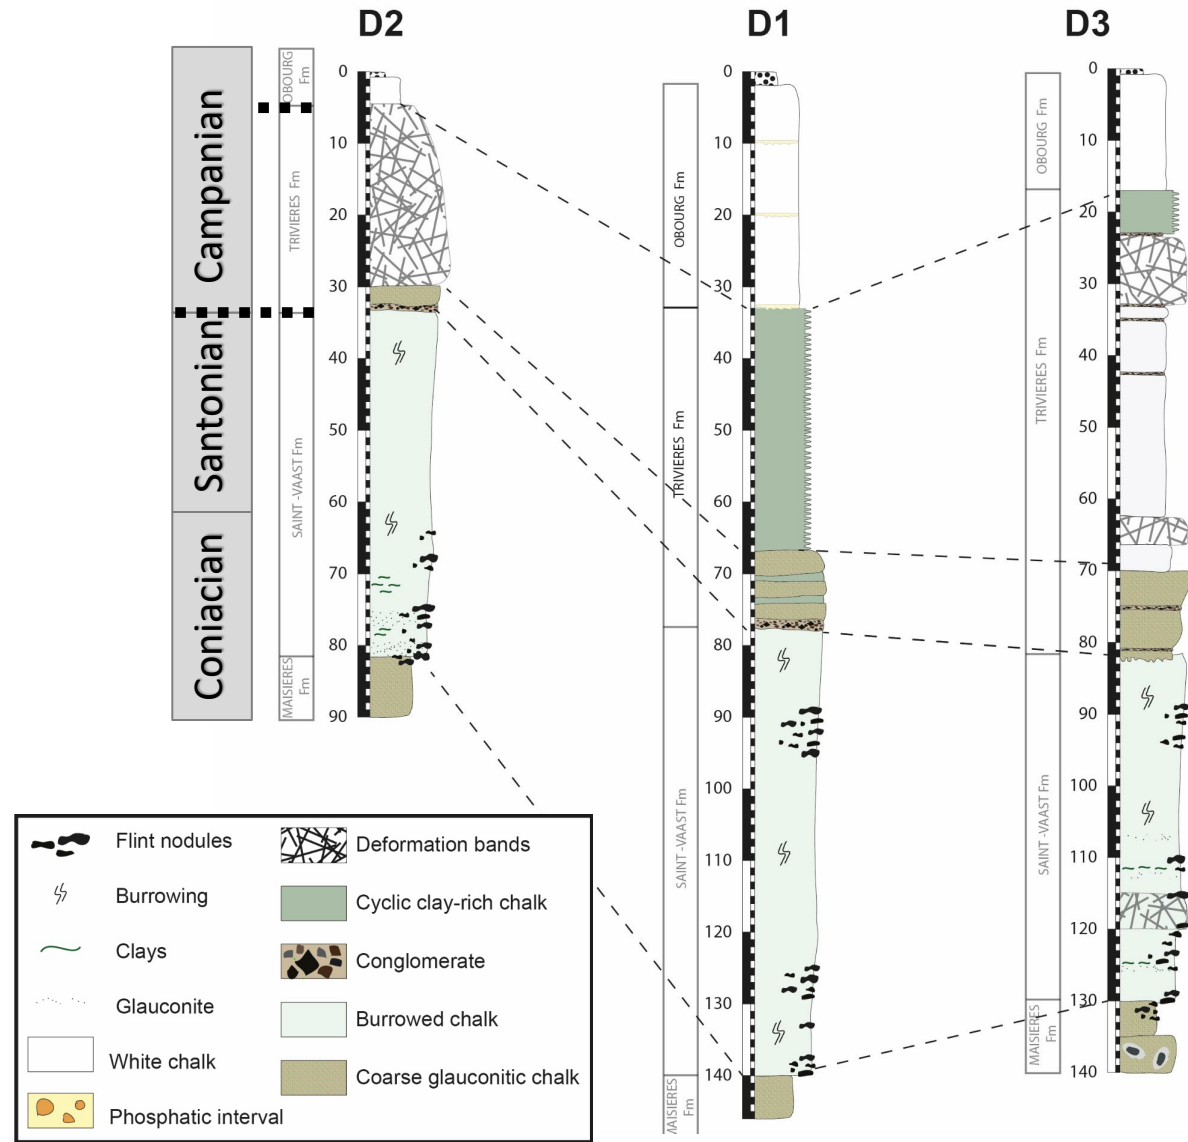 D2
D1
D3
Campanian
Santonian
Coniacian
OBOURG
Fm
TRIVIERES Fm
SAINT -VAAST Fm
MAISIERES
Fm
0
10
20
30
40
50
60
70
80
90
OBOURG Fm
TRIVIERES Fm
SAINT -VAAST Fm
MAISIERES
Fm
0
10
20
30
40
50
60
70
80
90
100
110
120
130
140
OBOURG Fm
TRIVIERES Fm
SAINT -VAAST Fm
MAISIERES
Fm
0
10
20
30
40
50
60
70
80
90
100
110
120
130
140
Flint nodules
Burrowing
Clays
Glauconite
White chalk
Phosphatic interval
Deformation bands
Cyclic clay-rich chalk
Conglomerate
Burrowed chalk
Coarse glauconitic chalk